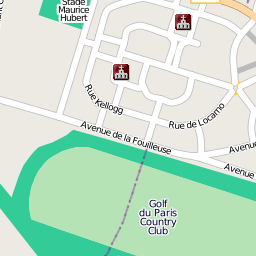 Stade
Maurice
Hubert
Rue Kellogg
Rue de Locarno
Avenue de la Fouilleuse
Avenue
Golf
du Paris
Country
Club